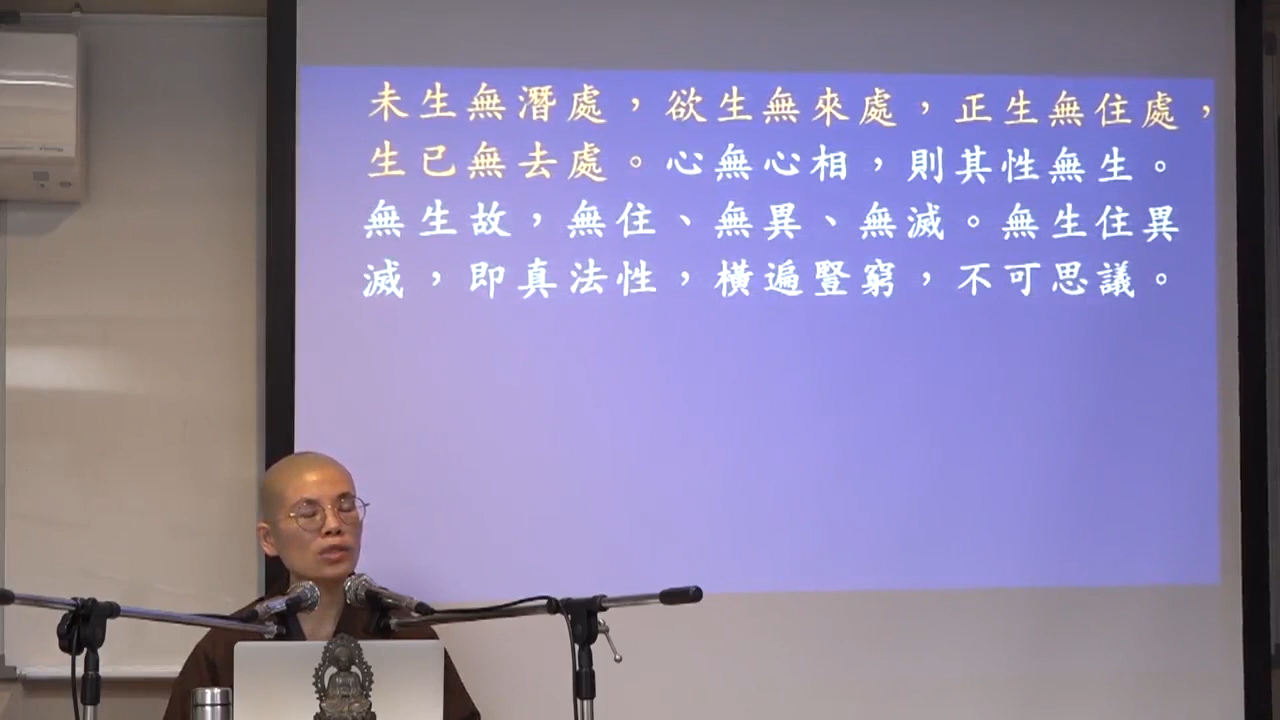 未生無潛處，欲生無來處，正生無住處，
生已無去處。心無心相，則其性無生。
無生故，無住、無異、無滅。無生住異
滅，即真法性，橫遍豎窮，不可思議。